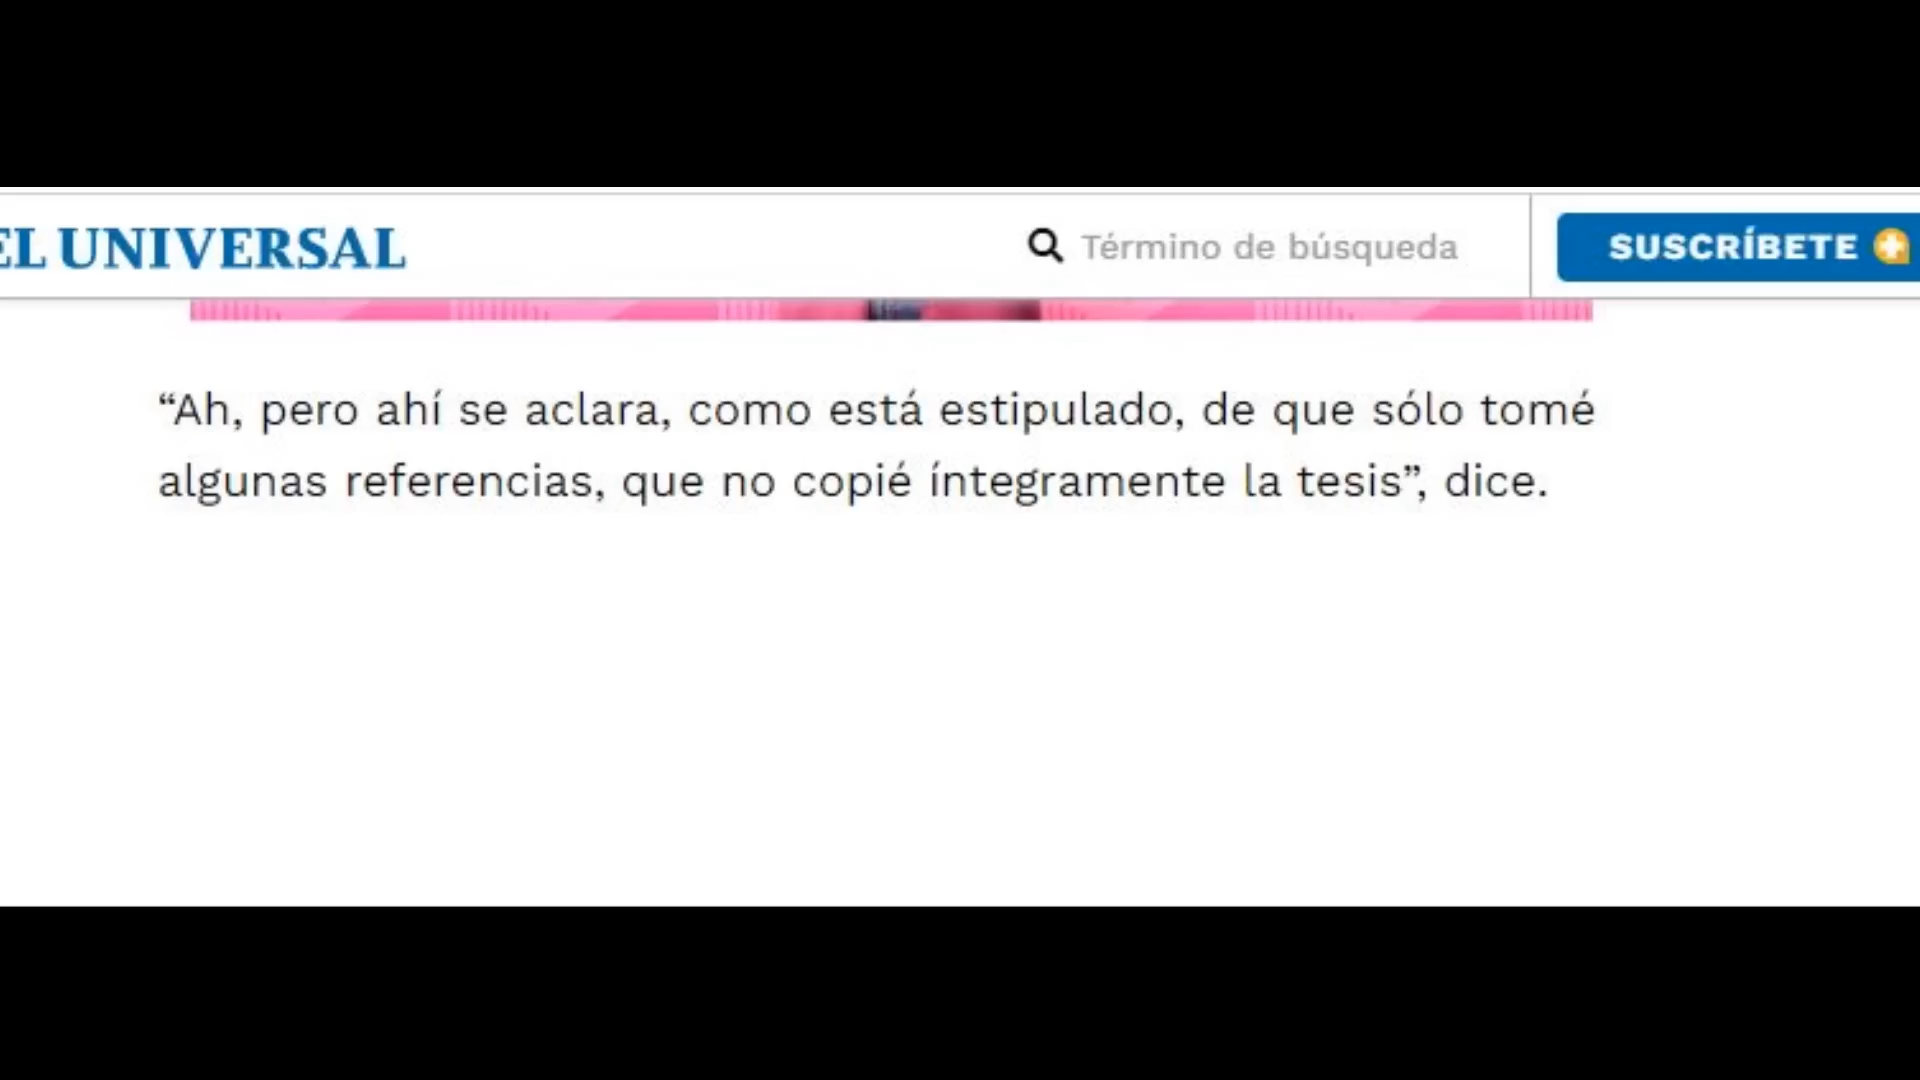 EL UNIVERSAL
Término de búsqueda
SUSCRÍBETE
“Ah, pero ahí se aclara, como está estipulado, de que sólo tomé
algunas referencias, que no copié íntegramente la tesis”, dice.